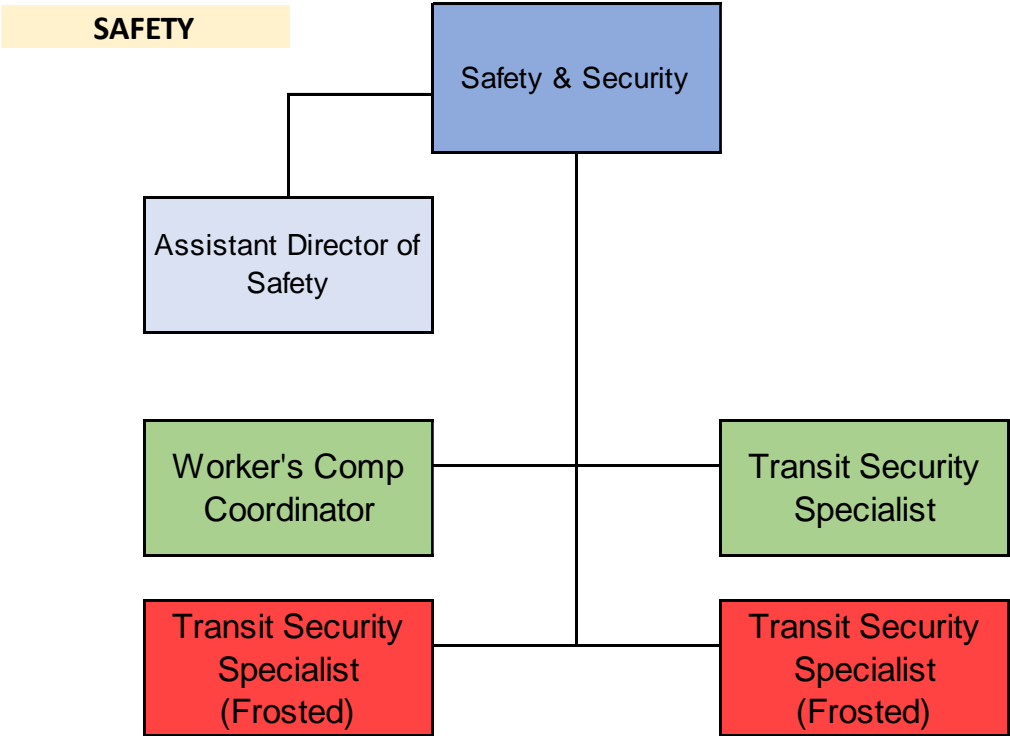 SAFETY
Safety & Security
Assistant Director of
Safety
Worker's Comp
Coordinator
Transit Security
Specialist
Transit Security
Specialist
(Frosted)
Transit Security
Specialist
(Frosted)